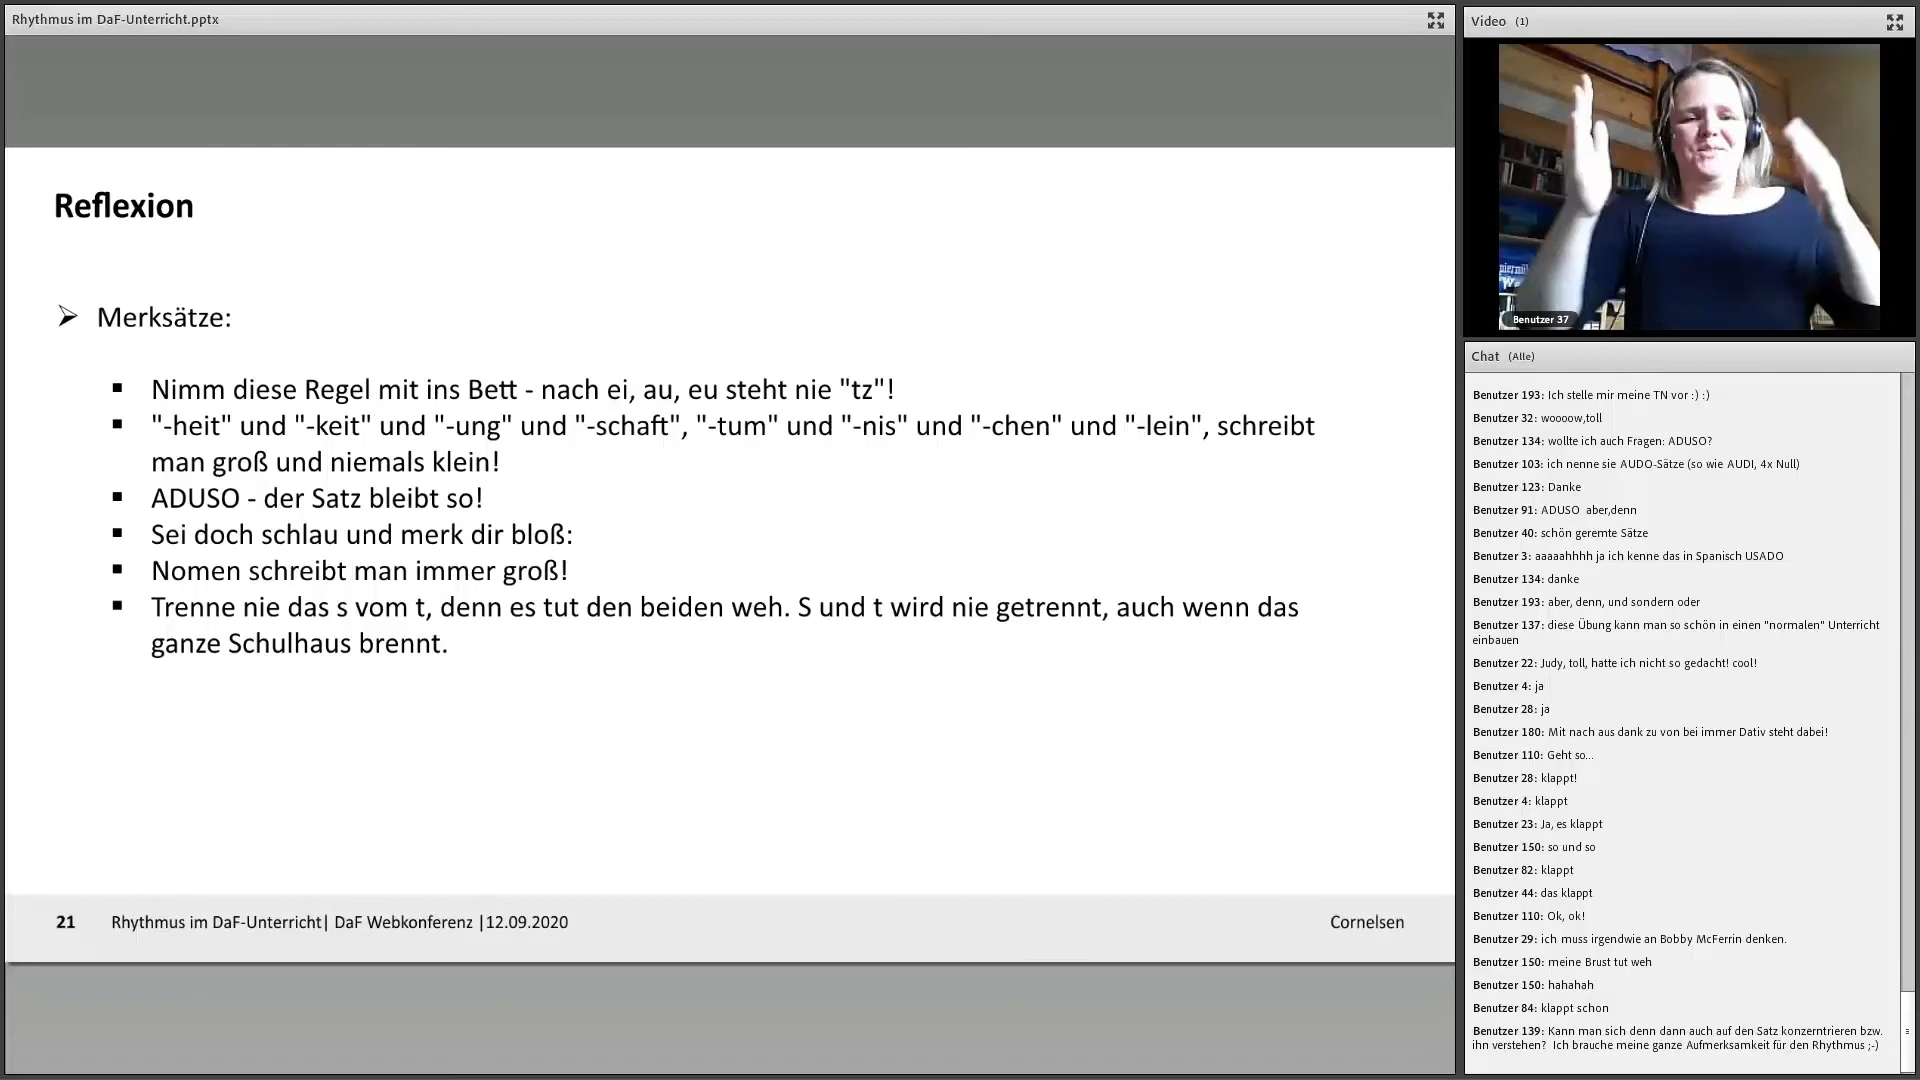 Rhythmus im DaF-Unterricht.pptx
Reflexion
Merksätze:
Nimm diese Regel mit ins Bett - nach ei, au, eu steht nie "tz"!
"-heit" und "-keit" und "-ung" und "-schaft", "-tum" und "-nis" und "-chen" und "-lein", schreibt
man groß und niemals klein!
ADUSO - der Satz bleibt so!
Sei doch schlau und merk dir bloß:
Nomen schreibt man immer groß!
Trenne nie das s vom t, denn es tut den beiden weh. S und t wird nie getrennt, auch wenn das
ganze Schulhaus brennt.
21 Rhythmus im DaF-Unterricht| DaF Webkonferenz |12.09.2020 Cornelsen
Video (1)
Benutzer 37
Chat (Alle)
Benutzer 193: Ich stelle mir meine TN vor :) :)
Benutzer 32: woooow,toll
Benutzer 134: wollte ich auch Fragen: ADUSO?
Benutzer 103: ich nenne sie AUDO-Sätze (so wie AUDI, 4x Null)
Benutzer 123: Danke
Benutzer 91: ADUSO aber,denn
Benutzer 40: schön geremte Sätze
Benutzer 3: aaaaahhhh ja ich kenne das in Spanisch USADO
Benutzer 134: danke
Benutzer 193: aber, denn, und sondern oder
Benutzer 137: diese Übung kann man so schön in einen "normalen" Unterricht
einbauen
Benutzer 22: Judy, toll, hatte ich nicht so gedacht! cool!
Benutzer 4: ja
Benutzer 28: ja
Benutzer 180: Mit nach aus dank zu von bei immer Dativ steht dabei!
Benutzer 110: Geht so...
Benutzer 28: klappt!
Benutzer 4: klappt
Benutzer 23: Ja, es klappt
Benutzer 150: so und so
Benutzer 82: klappt
Benutzer 44: das klappt
Benutzer 110: Ok, ok!
Benutzer 29: ich muss irgendwie an Bobby McFerrin denken.
Benutzer 150: meine Brust tut weh
Benutzer 150: hahahah
Benutzer 84: klappt schon
Benutzer 139: Kann man sich denn dann auch auf den Satz konzerntrieren bzw.
ihn verstehen? Ich brauche meine ganze Aufmerksamkeit für den Rhythmus ;-)